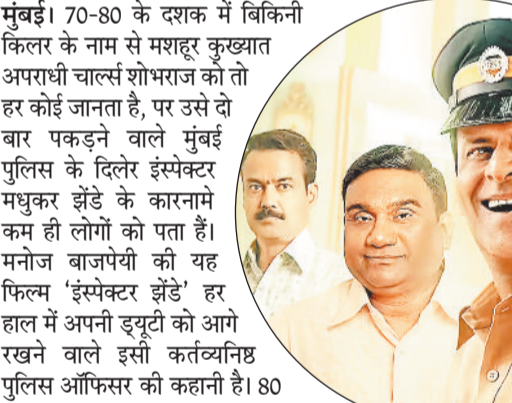 मुंबई। 70-80 के दशक में बिकिनी
किलर के नाम से मशहूर कुख्यात
अपराधी चार्ल्स शोभराज को तो
हर कोई जानता है, पर उसे दो
बार पकड़ने वाले मुंबई
पुलिस के दिलेर इंस्पेक्टर
मधुकर झेंडे के कारनामे
कम ही लोगों को पता हैं।
मनोज बाजपेयी की यह
फिल्म ‘इंस्पेक्टर झेंडे’ हर
हाल में अपनी ड्यूटी को आगे
रखने वाले इसी कर्तव्यनिष्ठ
पुलिस ऑफिसर की कहानी है। 80